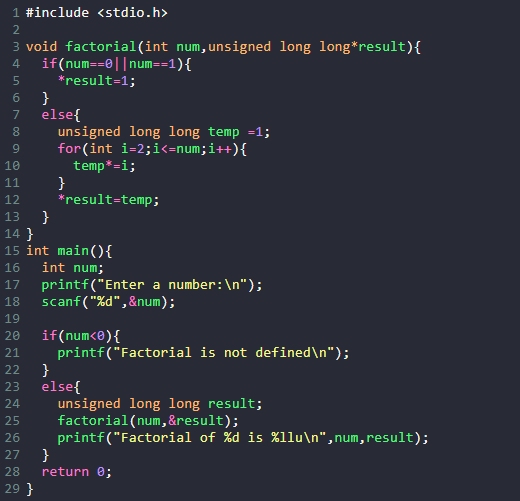 1 #include <stdio.h>
2
3 void factorial(int num,unsigned long long*result){
4   if(num==0||num==1){
5     *result=1;
6   }
7   else{
8     unsigned long long temp =1;
9     for(int i=2;i<=num;i++){
10       temp*=i;
11     }
12     *result=temp;
13   }
14 }
15 int main(){
16   int num;
17   printf("Enter a number:\n");
18   scanf("%d",&num);
19
20   if(num<0){
21     printf("Factorial is not defined\n");
22   }
23   else{
24     unsigned long long result;
25     factorial(num,&result);
26     printf("Factorial of %d is %llu\n",num,result);
27   }
28   return 0;
29 }